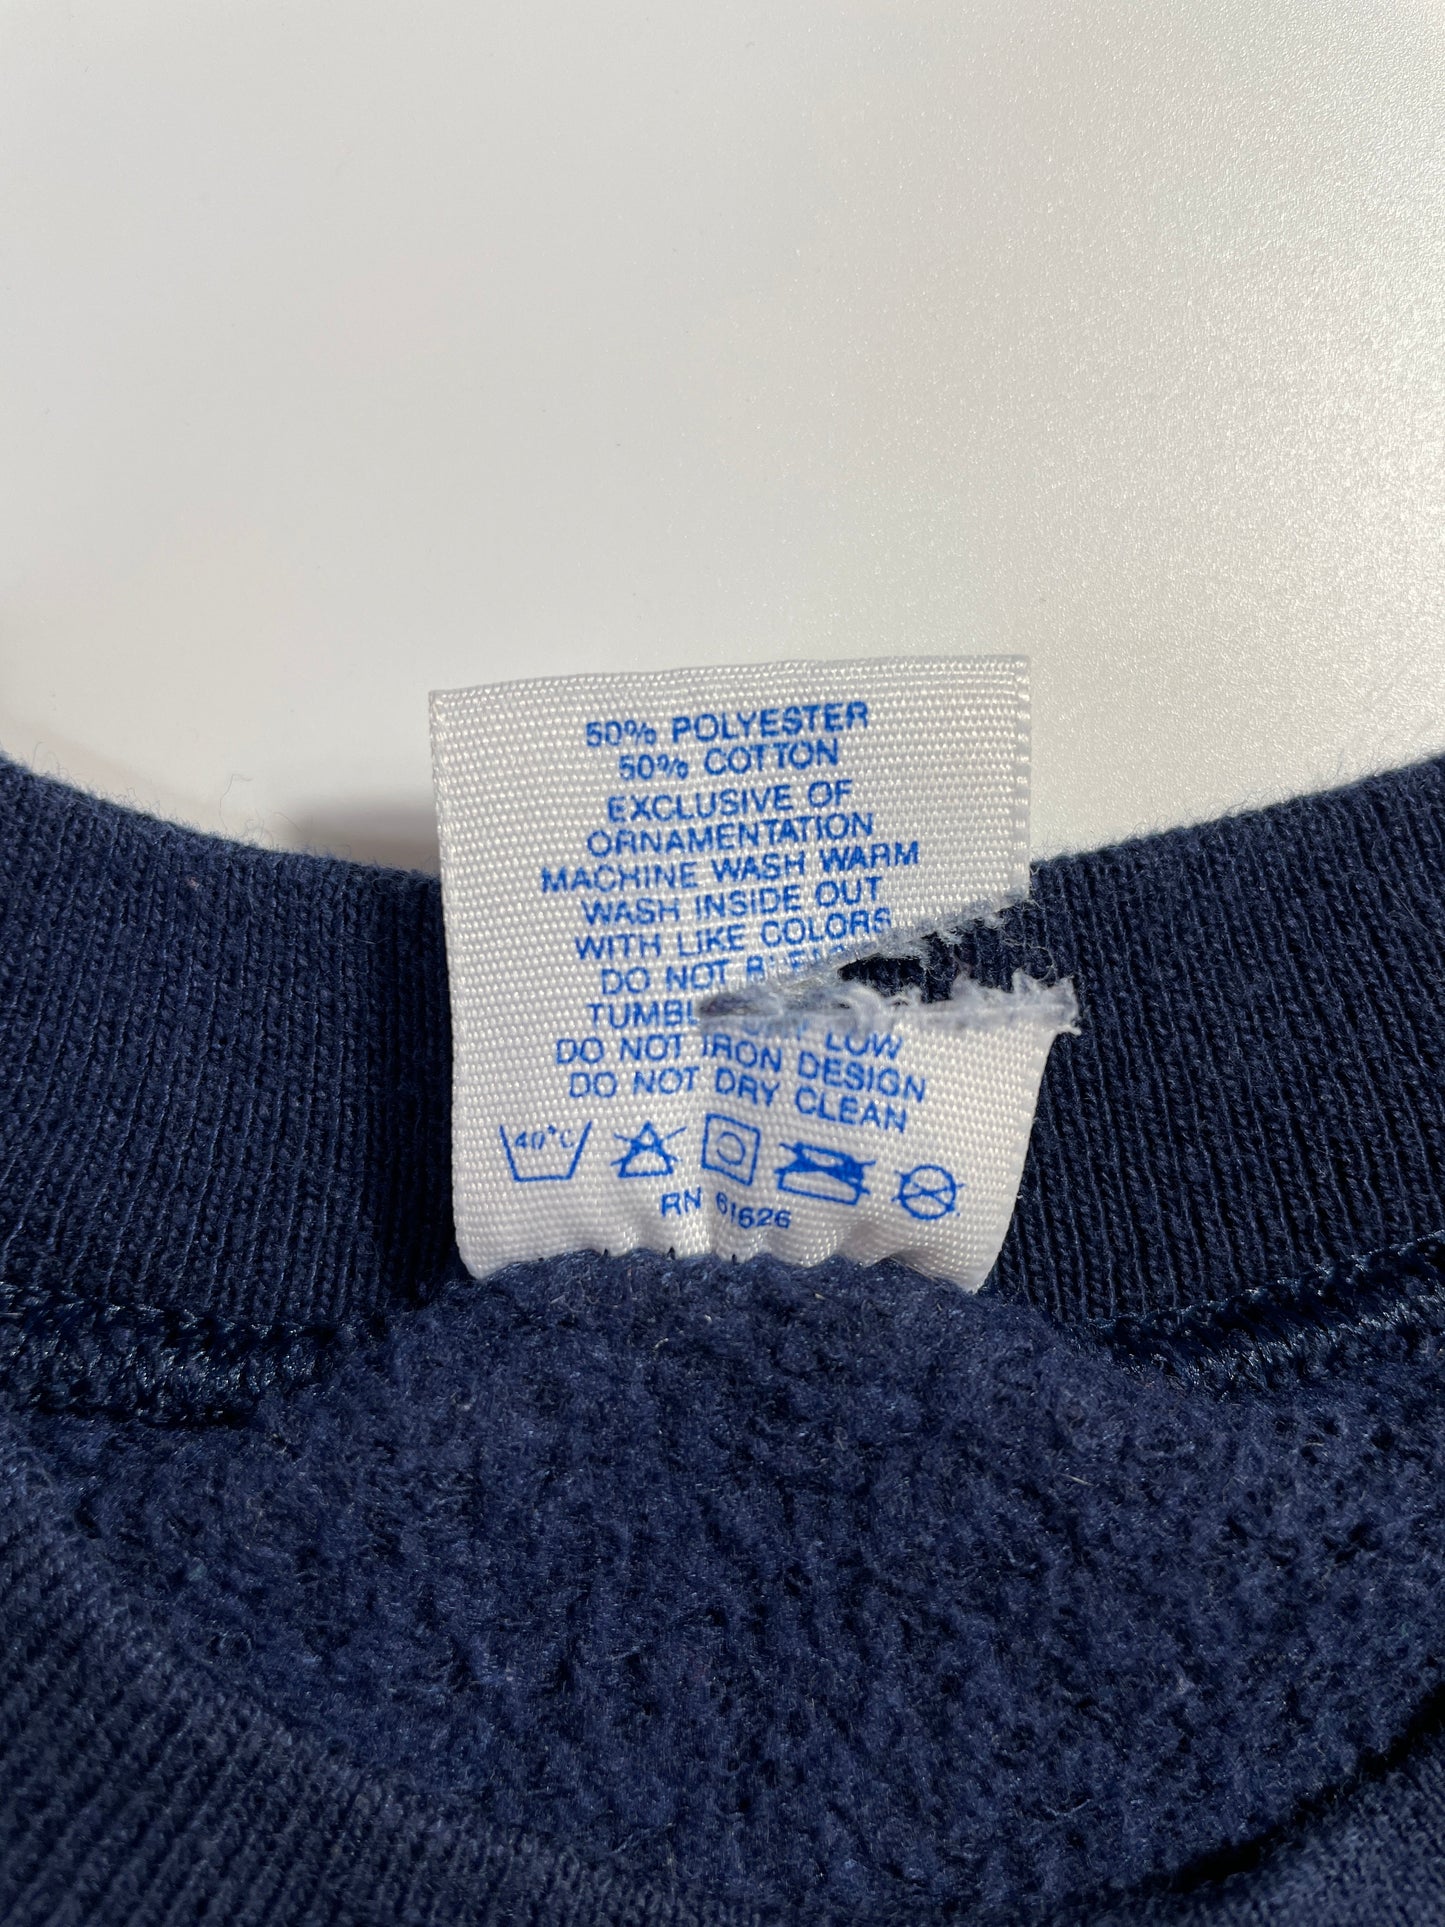 50% POLYESTER
50% COTTON
EXCLUSIVE OF
ORNAMENTATION
MACHINE WASH WARM
WASH INSIDE OUT
WITH LIKE COLORS
DO NOT
LOW
DO NOT IRON DESIGN
DO NOT DRY CLEAN
40°C
RN 61626